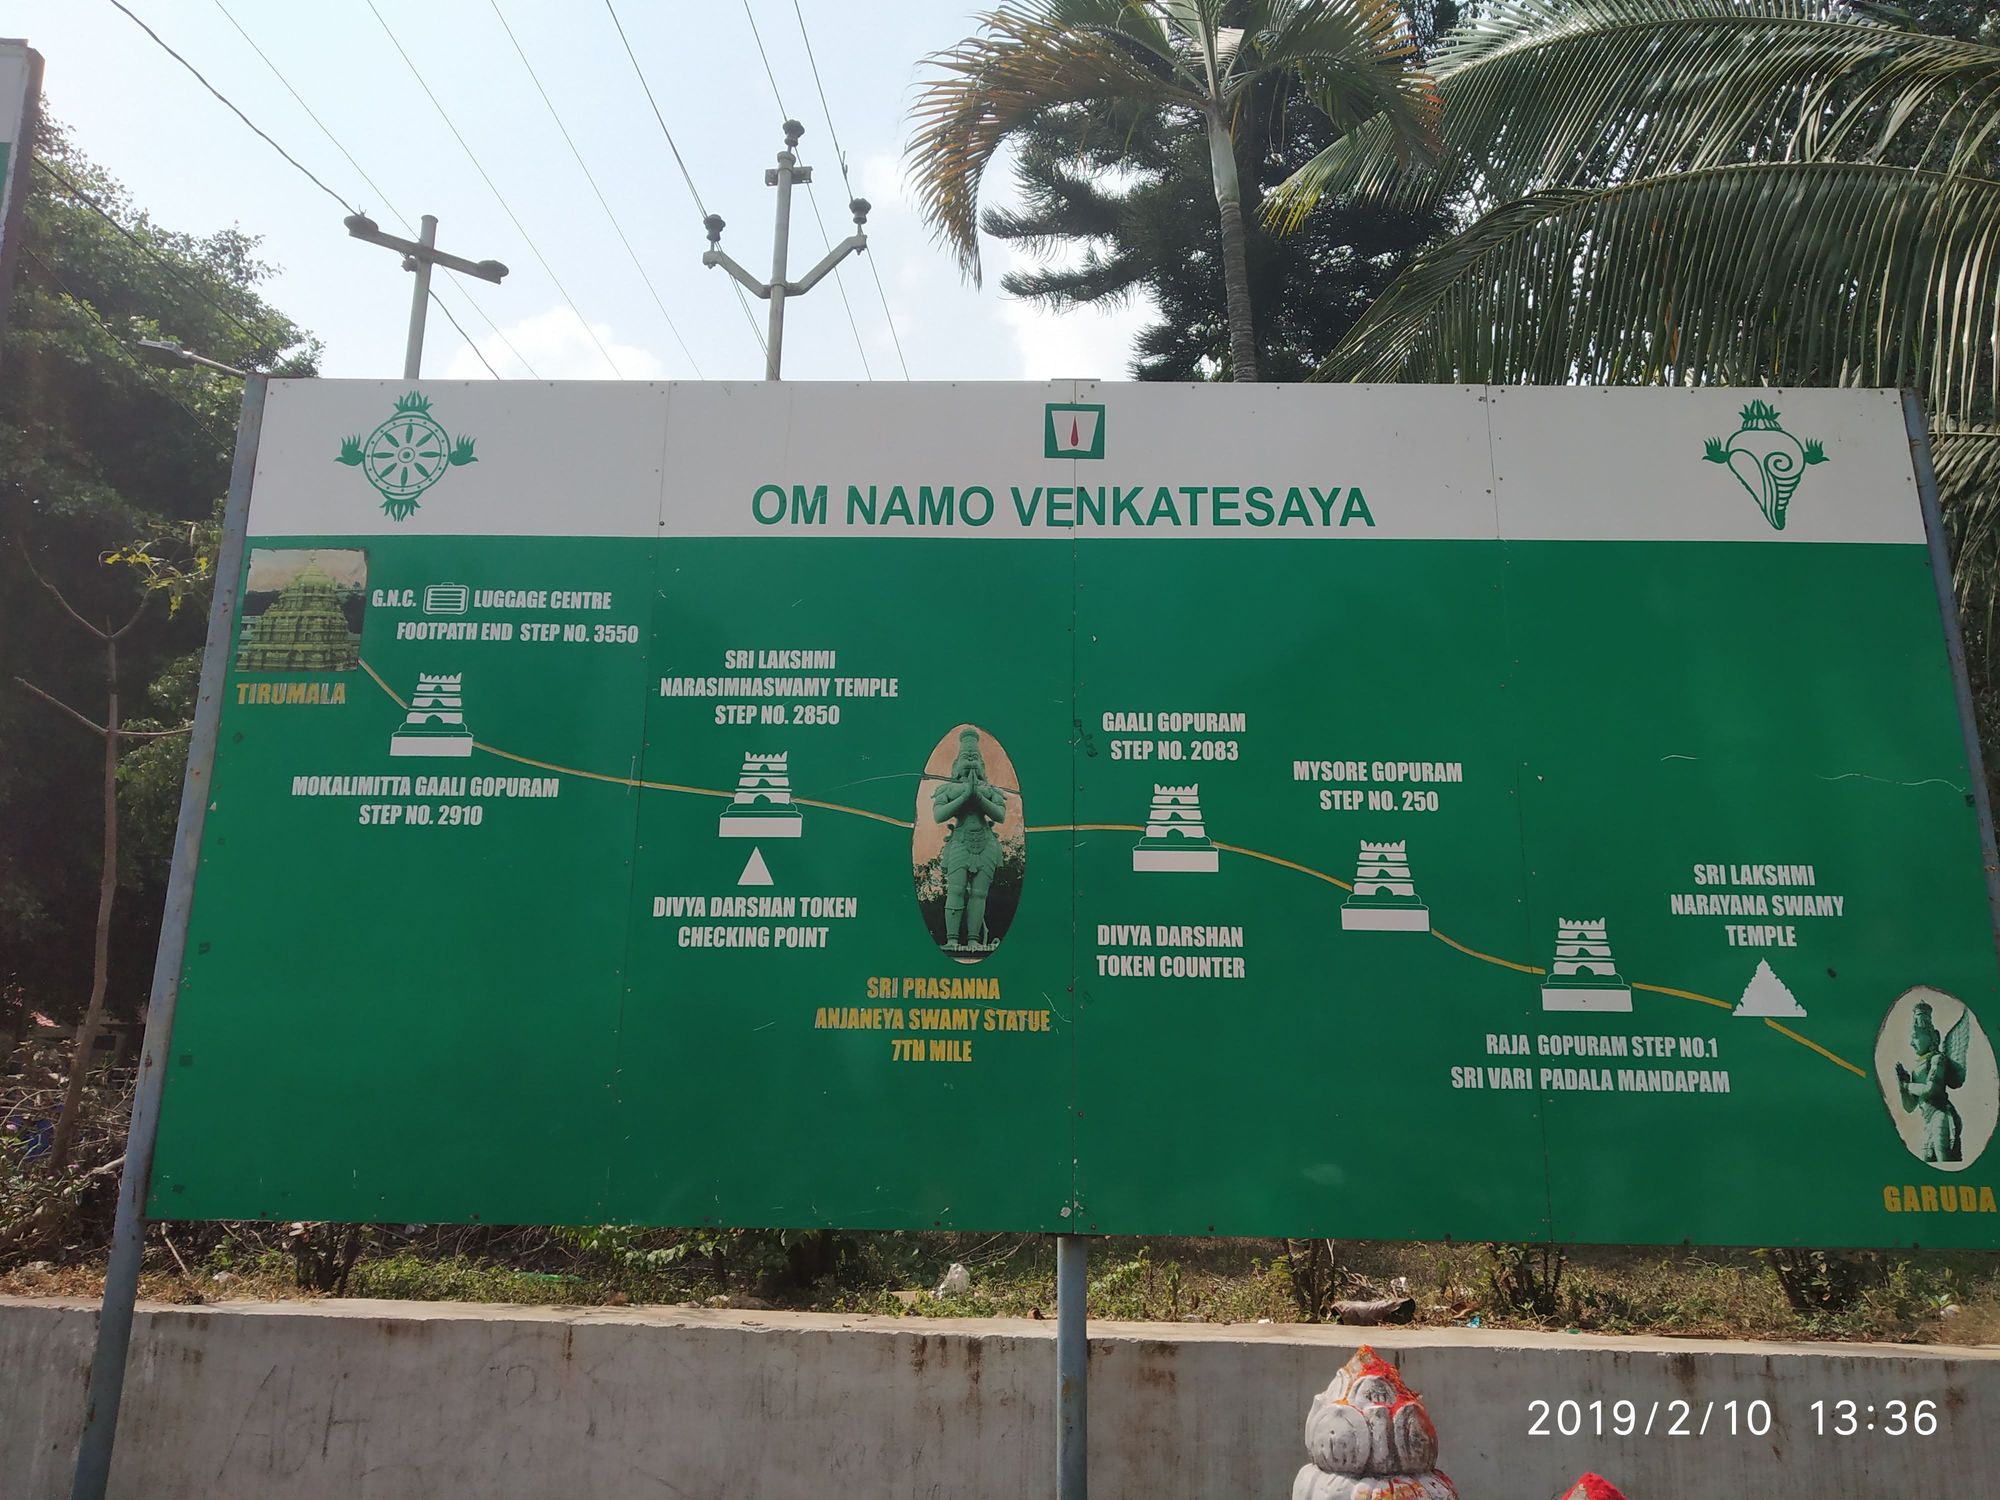 OM NAMO VENKATESAYA
G.N.C. LUGGAGE CENTRE
FOOTPATH END STEP NO. 3550
TIRUMALA
MOKALIMITTA GAALI GOPURAM
STEP NO. 2910
SRI LAKSHMI
NARASIMHASWAMY TEMPLE
STEP NO. 2850
DIVYA DARSHAN TOKEN
CHECKING POINT
SRI PRASANNA
ANJANEYA SWAMY STATUE
7TH MILE
GAALI GOPURAM
STEP NO. 2083
DIVYA DARSHAN
TOKEN COUNTER
MYSORE GOPURAM
STEP NO. 250
RAJA GOPURAM STEP NO.1
SRI VARI PADALA MANDAPAM
SRI LAKSHMI
NARAYANA SWAMY
TEMPLE
GARUDA
2019/2/10 13:36